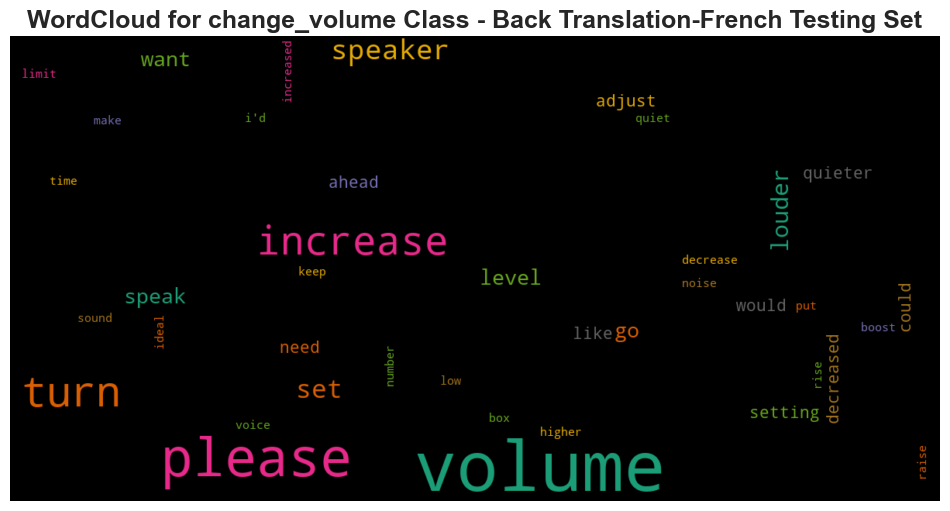 WordCloud for change_volume Class - Back Translation-French Testing Set
want
increased
speaker
limit
adjust
make
i'd
quiet
time
ahead
louder
quieter
increase
keep
level
decrease
noise
speak
would
put
could
sound
ideal
need
like
go
boost
number
low
rise
decreased
turn
set
voice
box
higher
setting
please
volume
raise